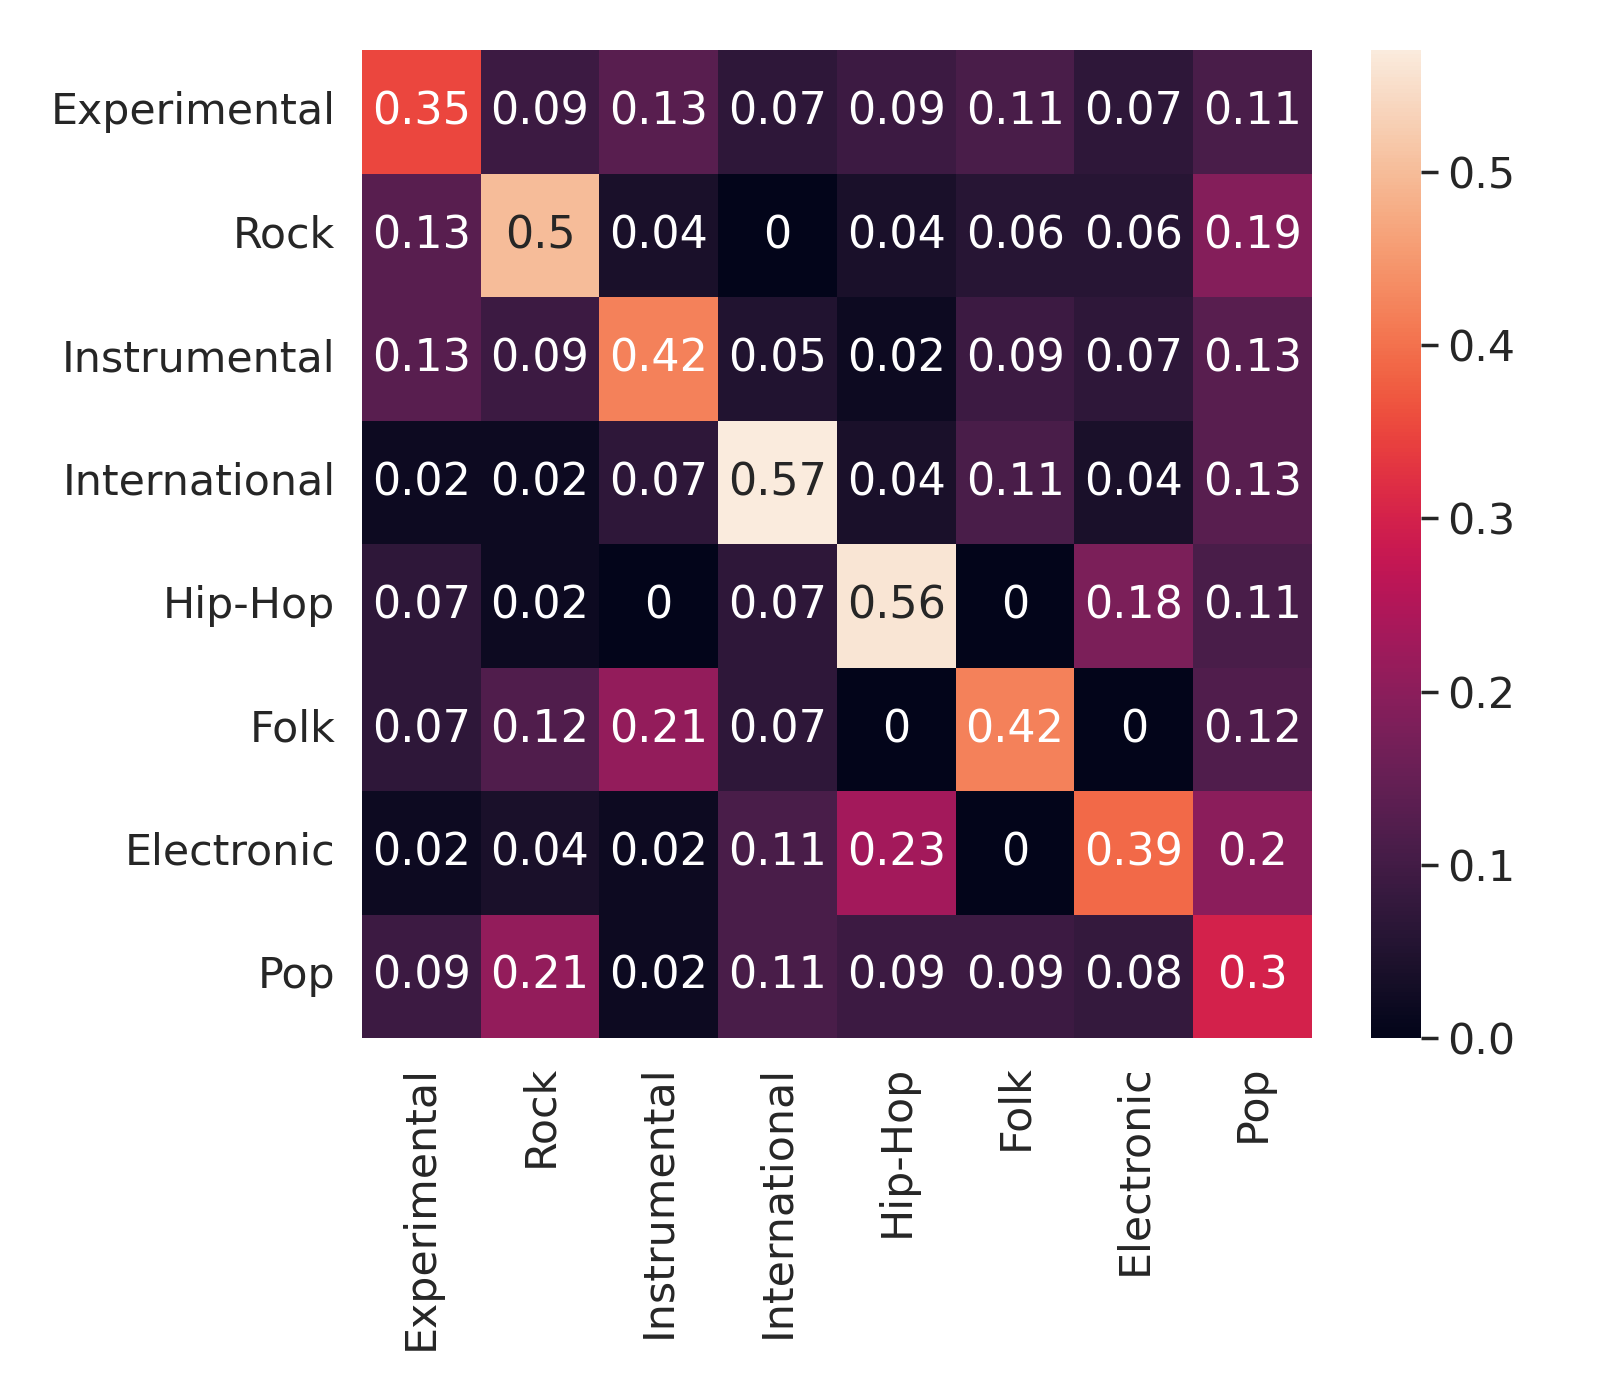 Experimental 0.35 0.09 0.13 0.07 0.09 0.11 0.07 0.11
Rock 0.13 0.5 0.04 0 0.04 0.06 0.06 0.19
Instrumental 0.13 0.09 0.42 0.05 0.02 0.09 0.07 0.13
International 0.02 0.02 0.07 0.57 0.04 0.11 0.04 0.13
Hip-Hop 0.07 0.02 0 0.07 0.56 0 0.18 0.11
Folk 0.07 0.12 0.21 0.07 0 0.42 0 0.12
Electronic 0.02 0.04 0.02 0.11 0.23 0 0.39 0.2
Pop 0.09 0.21 0.02 0.11 0.09 0.09 0.08 0.3
Experimental
Rock
Instrumental
International
Hip-Hop
Folk
Electronic
Pop
0.5
0.4
0.3
0.2
0.1
0.0